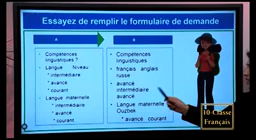 Essayez de remplir le formulaire de demande
A
B
- Compétences linguistiques ?
- Langue Niveau
* intermédiaire
* avancé
* courant
- Langue maternelle
* intermédiaire
* avancé
courant
- Compétences linguistiques
- français anglais russe
- avancé intermédiaire avancé
- Langue maternelle Ouzbek
* avancé courant
10 Classe
Français